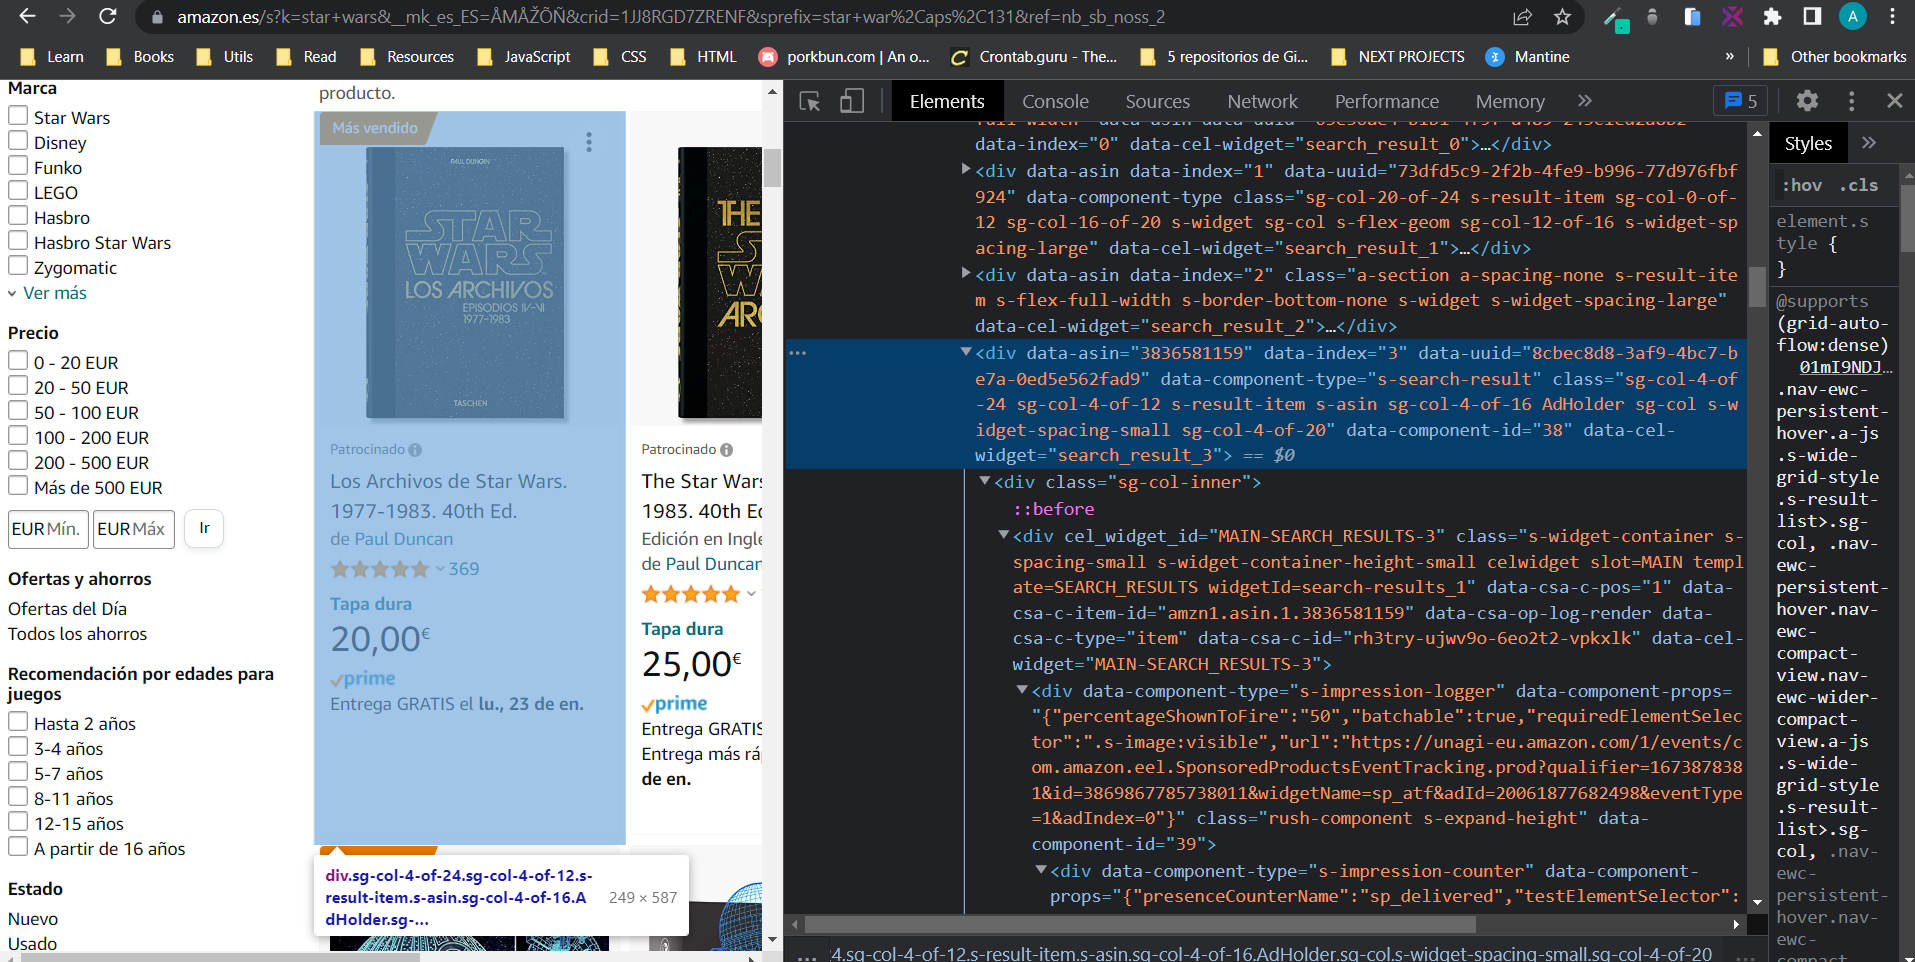 amazon.es/s?k=star+wars&__mk_es_ES=ÅMÅŽÕÑ&crid=1JJ8RGD7ZRENF&sprefix=star+war%2Caps%2C131&ref=nb_sb_noss_2
A
Learn Books Utils Read Resources JavaScript CSS HTML porkbun.com | An o... Crontab.guru - The... 5 repositorios de Gi... NEXT PROJECTS Mantine » Other bookmarks
Marca
Star Wars
Disney
Funko
LEGO
Hasbro
Hasbro Star Wars
Zygomatic
Ver más
Precio
0 - 20 EUR
20 - 50 EUR
50 - 100 EUR
100 - 200 EUR
200 - 500 EUR
Más de 500 EUR
EUR Mín. EUR Máx Ir
Ofertas y ahorros
Ofertas del Día
Todos los ahorros
Recomendación por edades para
juegos
Hasta 2 años
3-4 años
5-7 años
8-11 años
12-15 años
A partir de 16 años
Estado
Nuevo
Usado
producto.
Más vendido
PAUL DUNCAN
STAR
WARS
LOS ARCHIVOS
EPISODIOS IV-VI
1977-1983
TASCHEN
Patrocinado
Los Archivos de Star Wars.
1977-1983. 40th Ed.
de Paul Duncan
369
Tapa dura
20,00€
prime
Entrega GRATIS el lu., 23 de en.
THE
Patrocinado
The Star Wars
1983. 40th Ed
Edición en Ingle
de Paul Duncan
Tapa dura
25,00€
prime
Entrega GRATIS
Entrega más rá
de en.
div.sg-col-4-of-24.sg-col-4-of-12.s-
result-item.s-asin.sg-col-4-of-16.A
dHolder.sg-...
249 × 587
Elements Console Sources Network Performance Memory » 5
data-index="0" data-cel-widget="search_result_0">…</div>
<div data-asin data-index="1" data-uuid="73dfd5c9-2f2b-4fe9-b996-77d976fbf
924" data-component-type class="sg-col-20-of-24 s-result-item sg-col-0-of-
12 sg-col-16-of-20 s-widget sg-col s-flex-geom sg-col-12-of-16 s-widget-sp
acing-large" data-cel-widget="search_result_1">…</div>
<div data-asin data-index="2" class="a-section a-spacing-none s-result-ite
m s-flex-full-width s-border-bottom-none s-widget s-widget-spacing-large"
data-cel-widget="search_result_2">…</div>
<div data-asin="3836581159" data-index="3" data-uuid="8cbec8d8-3af9-4bc7-b
e7a-0ed5e562fad9" data-component-type="s-search-result" class="sg-col-4-of
-24 sg-col-4-of-12 s-result-item s-asin sg-col-4-of-16 AdHolder sg-col s-w
idget-spacing-small sg-col-4-of-20" data-component-id="38" data-cel-
widget="search_result_3"> == $0
<div class="sg-col-inner">
::before
<div cel_widget_id="MAIN-SEARCH_RESULTS-3" class="s-widget-container s-
spacing-small s-widget-container-height-small celwidget slot=MAIN templ
ate=SEARCH_RESULTS widgetId=search-results_1" data-csa-c-pos="1" data-
csa-c-item-id="amzn1.asin.1.3836581159" data-csa-op-log-render data-
csa-c-type="item" data-csa-c-id="rh3try-ujwv9o-6eo2t2-vpkxlk" data-cel-
widget="MAIN-SEARCH_RESULTS-3">
<div data-component-type="s-impression-logger" data-component-props=
"{"percentageShownToFire":"50","batchable":true,"requiredElementSelec
tor":".s-image:visible","url":"https://unagi-eu.amazon.com/1/events/c
om.amazon.eel.SponsoredProductsEventTracking.prod?qualifier=167387838
1&id=3869867785738011&widgetName=sp_atf&adId=20061877682498&eventType
=1&adIndex=0"}" class="rush-component s-expand-height" data-
component-id="39">
<div data-component-type="s-impression-counter" data-component-
props="{"presenceCounterName":"sp_delivered","testElementSelector":
... 4.sg-col-4-of-12.s-result-item.s-asin.sg-col-4-of-16.AdHolder.sg-col.s-widget-spacing-small.sg-col-4-of-20 ...
Styles »
:hov .cls
element.s
tyle {
}
@supports
(grid-auto-
flow:dense)
01mI9NDJ…
.nav-ewc-
persistent-
hover.a-js
.s-wide-
grid-style
.s-result-
list>.sg-
col, .nav-
ewc-
persistent-
hover.nav-
ewc-
compact-
view.nav-
ewc-wider-
compact-
view.a-js
.s-wide-
grid-style
.s-result-
list>.sg-
col, .nav-
ewc-
persistent-
hover.nav-
ewc-
compact-